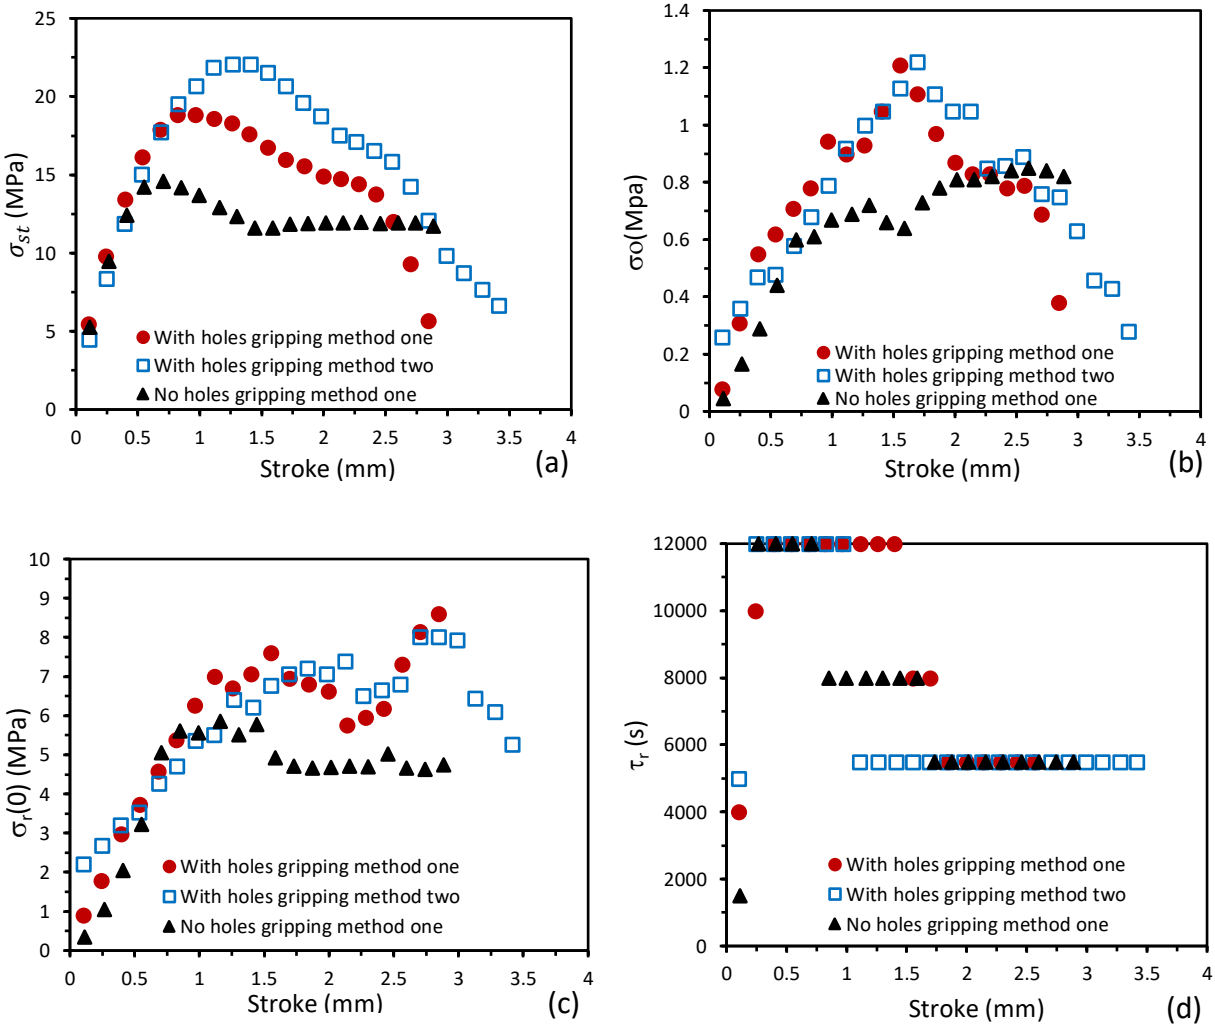 25
20
15
10
5
0
σst (MPa)
With holes gripping method one
With holes gripping method two
No holes gripping method one
0 0.5 1 1.5 2 2.5 3 3.5 4
Stroke (mm)
(a)
1.4
1.2
1
0.8
0.6
0.4
0.2
0
σo(Mpa)
With holes gripping method one
With holes gripping method two
No holes gripping method one
0 0.5 1 1.5 2 2.5 3 3.5 4
Stroke (mm)
(b)
10
9
8
7
6
5
4
3
2
1
0
σr(0) (MPa)
With holes gripping method one
With holes gripping method two
No holes gripping method one
0 0.5 1 1.5 2 2.5 3 3.5 4
Stroke (mm)
(c)
12000
10000
8000
6000
4000
2000
0
τr (s)
With holes gripping method one
With holes gripping method two
No holes gripping method one
0 0.5 1 1.5 2 2.5 3 3.5 4
Stroke (mm)
(d)